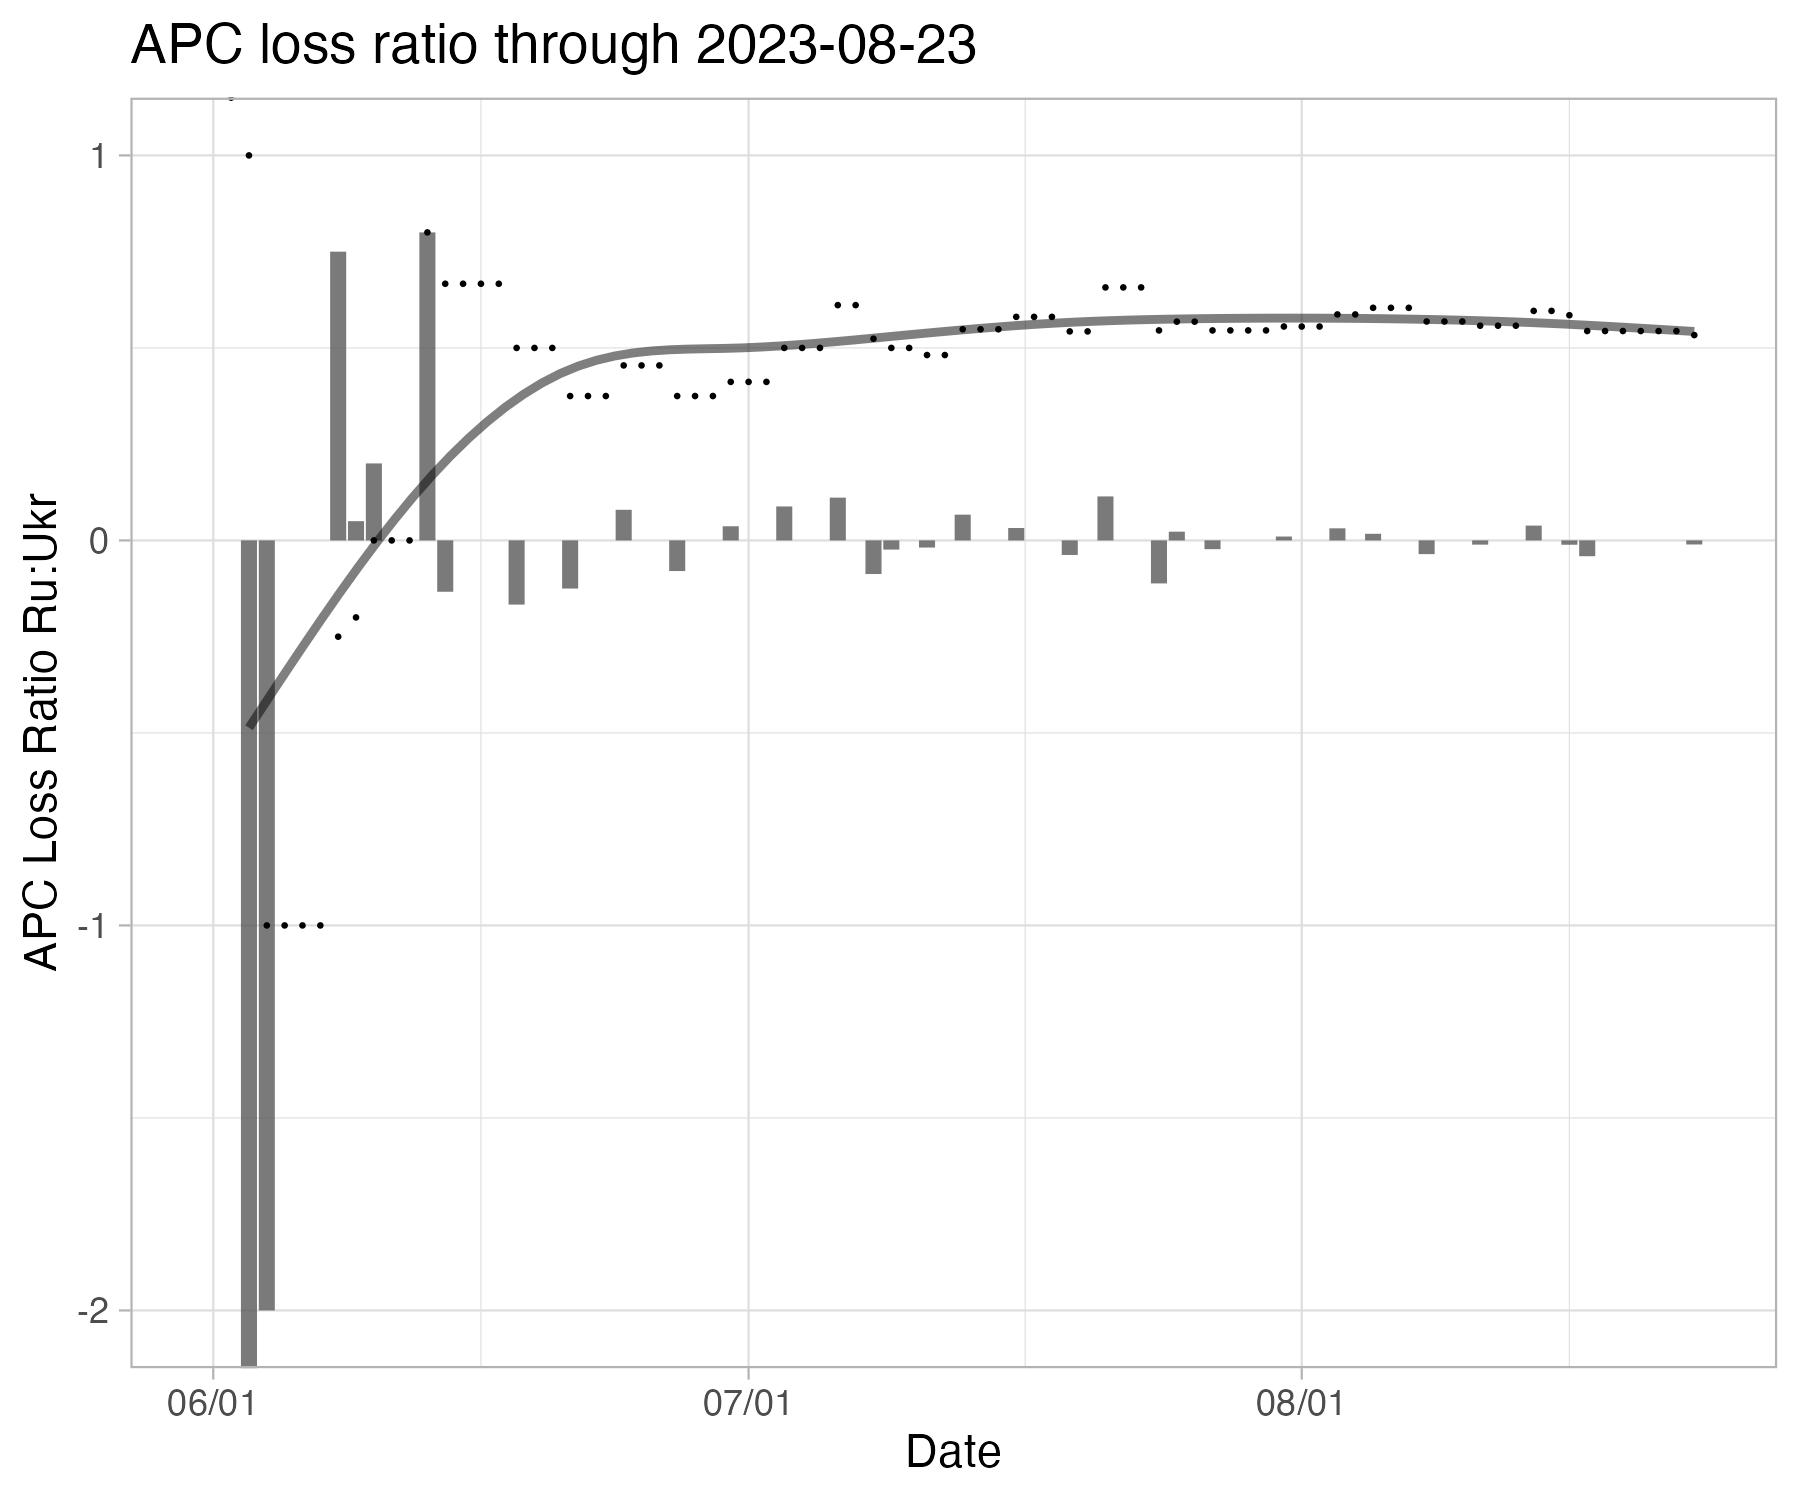 APC loss ratio through 2023-08-23
APC Loss Ratio Ru:Ukr
1
0
-1
-2
06/01
07/01
08/01
Date